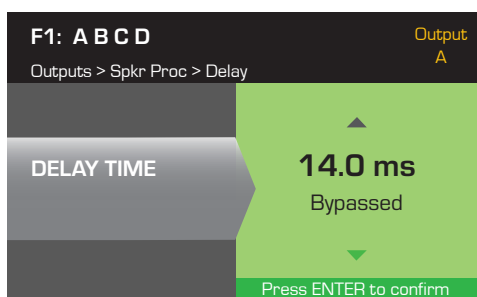 F1: A B C D
Output
A
Outputs > Spkr Proc > Delay
DELAY TIME
14.0 ms
Bypassed
Press ENTER to confirm